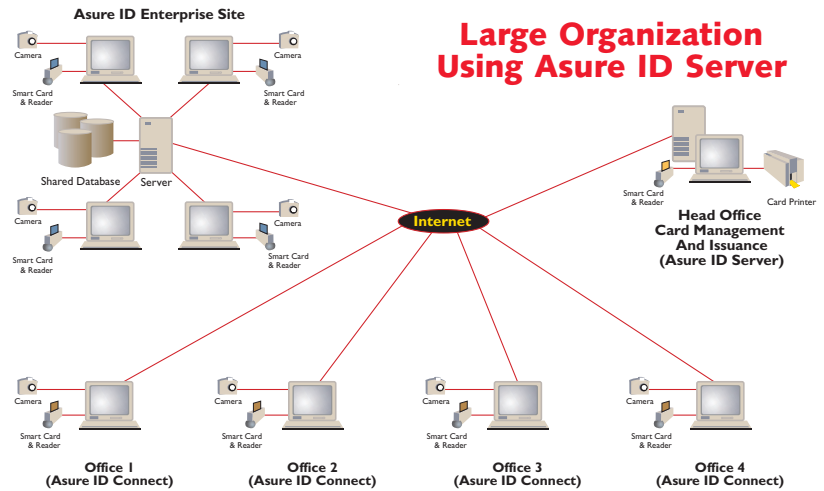 Asure ID Enterprise Site
Large Organization
Using Asure ID Server
Camera
Smart Card
& Reader
Camera
Smart Card
& Reader
Shared Database
Server
Camera
Smart Card
& Reader
Camera
Smart Card
& Reader
Internet
Smart Card
& Reader
Card Printer
Head Office
Card Management
And Issuance
(Asure ID Server)
Camera
Smart Card
& Reader
Office 1
(Asure ID Connect)
Camera
Smart Card
& Reader
Office 2
(Asure ID Connect)
Camera
Smart Card
& Reader
Office 3
(Asure ID Connect)
Camera
Smart Card
& Reader
Office 4
(Asure ID Connect)